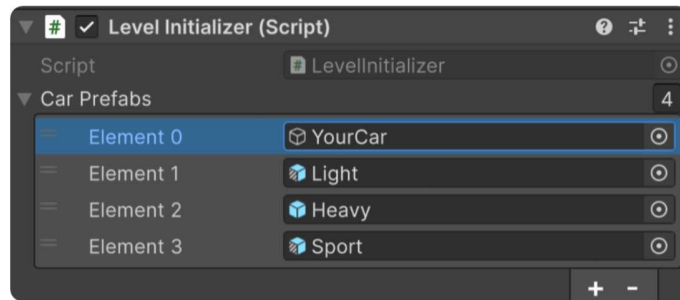 Level Initializer (Script)
Script LevelInitializer
Car Prefabs 4
Element 0 YourCar
Element 1 Light
Element 2 Heavy
Element 3 Sport
+ -